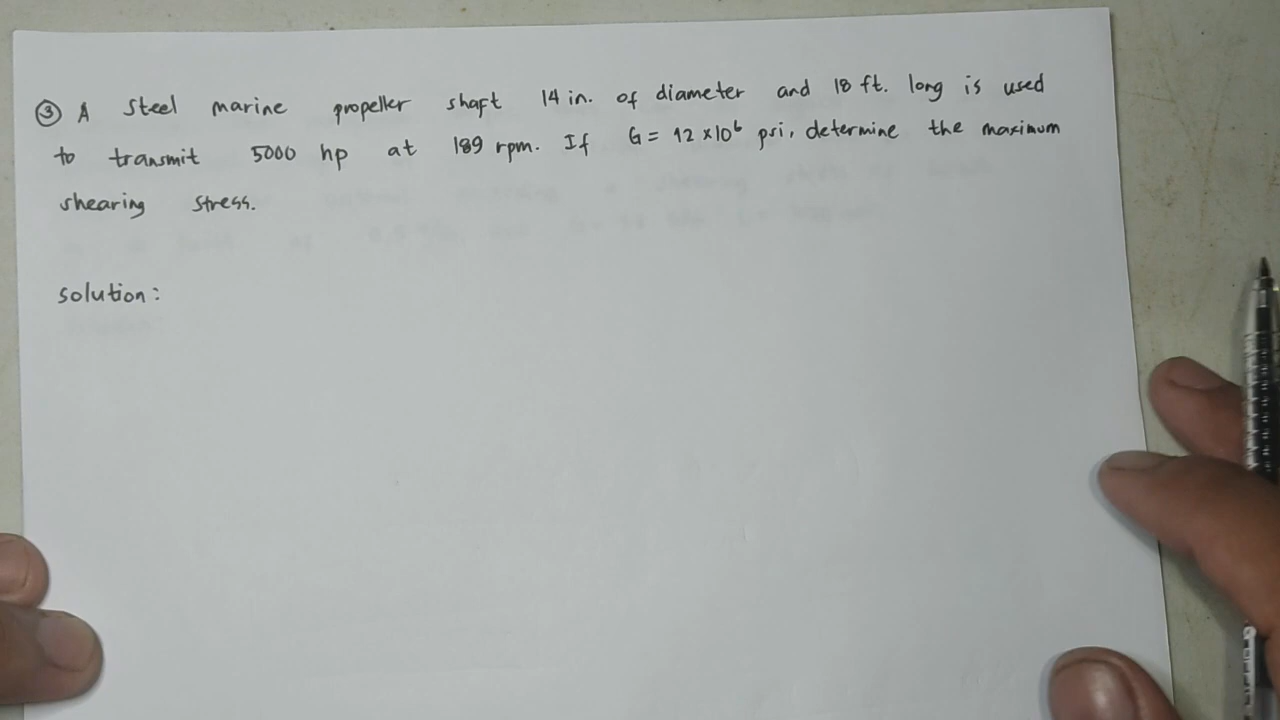 ③ A steel marine propeller shaft 14 in. of diameter and 18 ft. long is used
to transmit 5000 hp at 189 rpm. If G = 12 x10⁶ psi, determine the maximum
shearing stress.
solution: